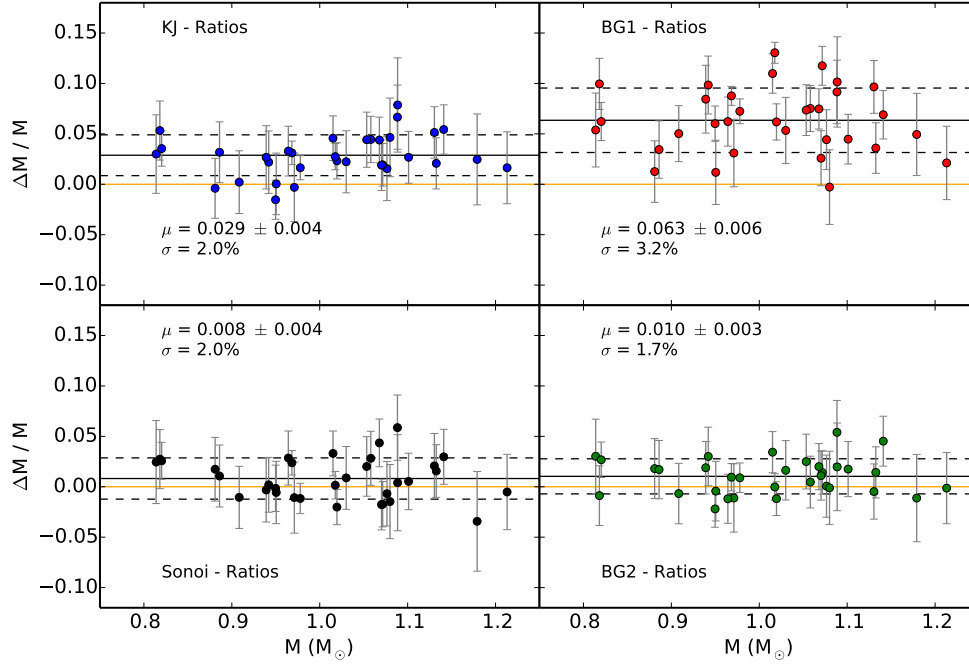 KJ - Ratios
BG1 - Ratios
0.15
0.10
0.05
0.00
−0.05
−0.10
ΔM / M
μ = 0.029 ± 0.004
σ = 2.0%
μ = 0.063 ± 0.006
σ = 3.2%
μ = 0.008 ± 0.004
σ = 2.0%
μ = 0.010 ± 0.003
σ = 1.7%
0.15
0.10
0.05
0.00
−0.05
−0.10
ΔM / M
Sonoi - Ratios
BG2 - Ratios
0.8 0.9 1.0 1.1 1.2
0.8 0.9 1.0 1.1 1.2
M (M☉)
M (M☉)